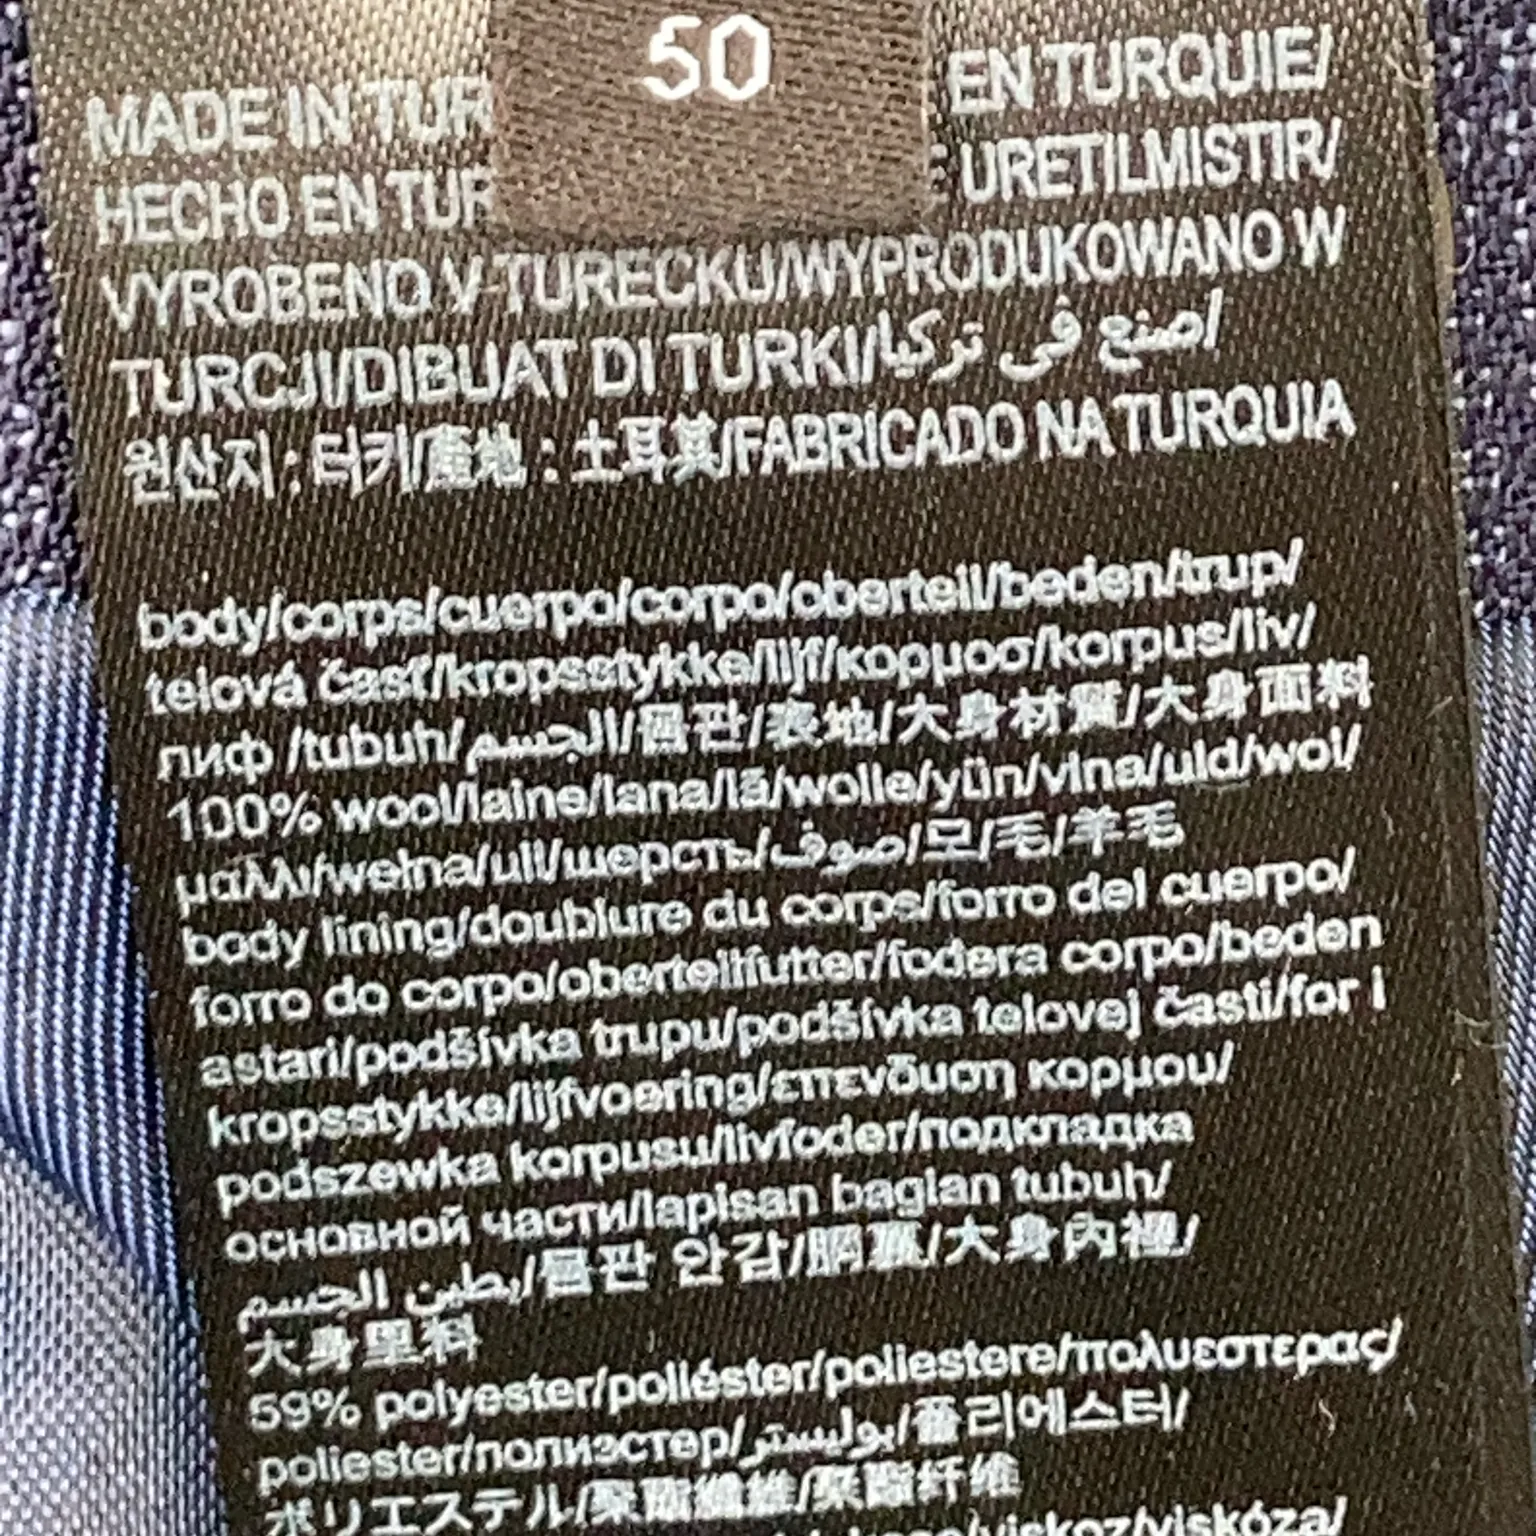 50
MADE IN TUR EN TURQUIE/
HECHO EN TUR URETILMISTIR/
VYROBENO V TURECKU/WYPRODUKOWANO W
TURCJI/DIBUAT DI TURKI/اصنع في تركيا
원산지 : 터키/產地 : 土耳其/FABRICADO NA TURQUIA
body/corps/cuerpo/corpo/oberteil/beden/trup/
telová časť/kropsstykke/lijf/κορμοσ/korpus/liv/
лиф /tubuh/الجسم/몸판/表地/大身材質/大身面料
100% wool/laine/lana/lã/wolle/yün/vlna/uld/wol/
μαλλι/wełna/ull/шерсть/صوف/모/毛/羊毛
body lining/doublure du corps/forro del cuerpo/
forro do corpo/oberteilfutter/fodera corpo/beden
astari/podšívka trupu/podšívka telovej časti/for i
kropsstykke/lijfvoering/επενδυση κορμου/
podszewka korpusu/livfoder/подкладка
основной части/lapisan bagian tubuh/
بطين الجسم/몸판 안감/胴裏/大身內裡/
大身里料
59% polyester/poliéster/poliestere/πολυεστερας/
poliester/полиэстер/بوليستر/폴리에스터/
ポリエステル/聚酯纖維/聚酯纤维
viskoz/viskóza/